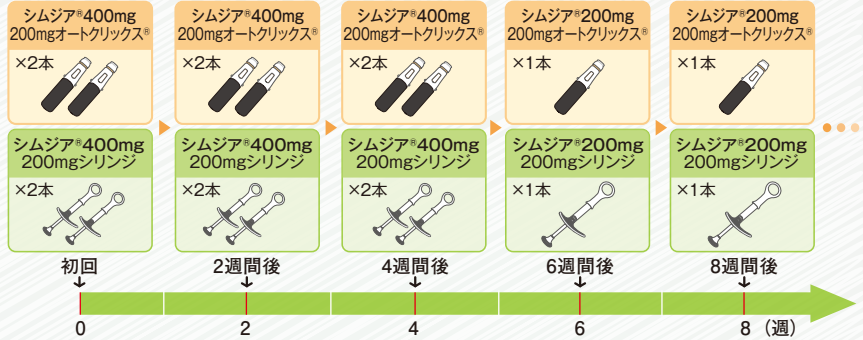 シムジア®400mg
200mgオートクリックス®
×2本
シムジア®400mg
200mgオートクリックス®
×2本
シムジア®400mg
200mgオートクリックス®
×2本
シムジア®200mg
200mgオートクリックス®
×1本
シムジア®200mg
200mgオートクリックス®
×1本
シムジア®400mg
200mgシリンジ
×2本
シムジア®400mg
200mgシリンジ
×2本
シムジア®400mg
200mgシリンジ
×2本
シムジア®200mg
200mgシリンジ
×1本
シムジア®200mg
200mgシリンジ
×1本
初回
2週間後
4週間後
6週間後
8週間後
0
2
4
6
8 (週)